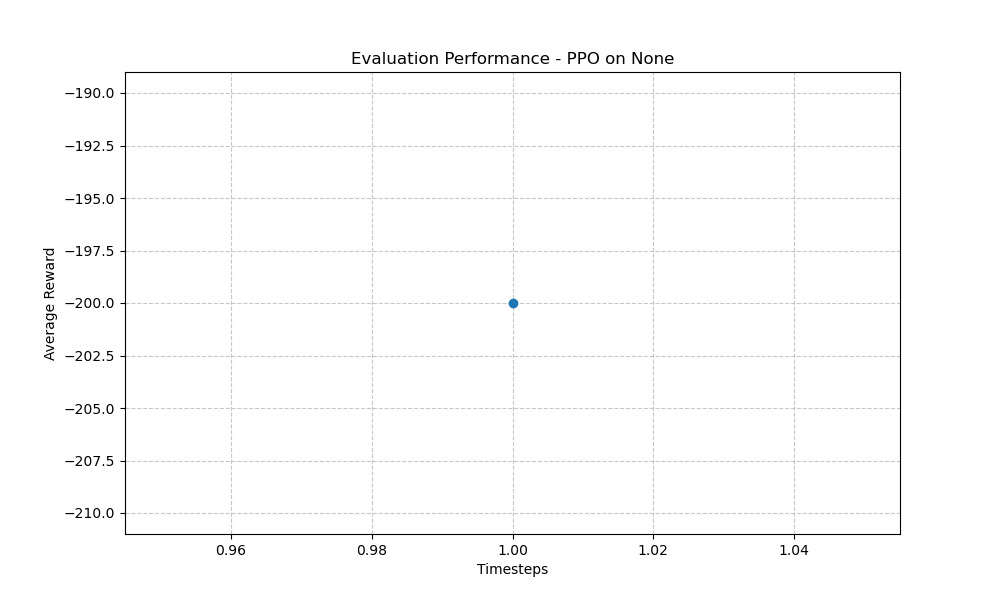 Evaluation Performance - PPO on None
Average Reward
−190.0
−192.5
−195.0
−197.5
−200.0
−202.5
−205.0
−207.5
−210.0
0.96 0.98 1.00 1.02 1.04
Timesteps